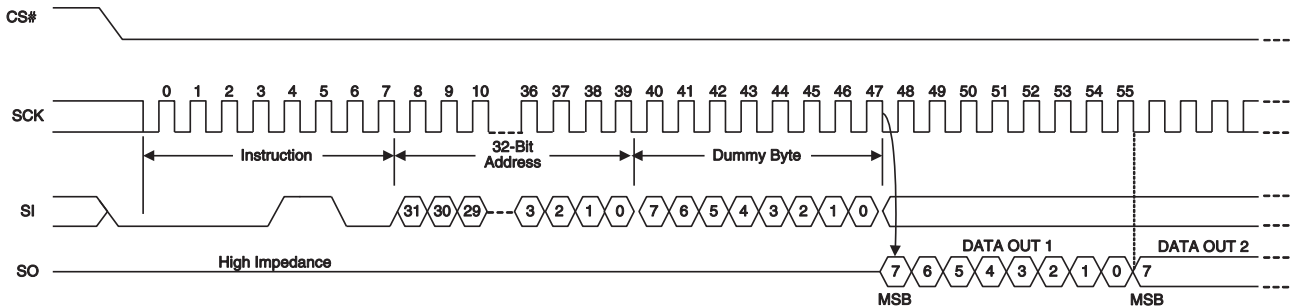 CS#
0 1 2 3 4 5 6 7 8 9 10 36 37 38 39 40 41 42 43 44 45 46 47 48 49 50 51 52 53 54 55
SCK
Instruction 32-Bit Address Dummy Byte
SI 31 30 29 3 2 1 0 7 6 5 4 3 2 1 0
DATA OUT 1 DATA OUT 2
High Impedance
SO 7 6 5 4 3 2 1 0 7
MSB MSB